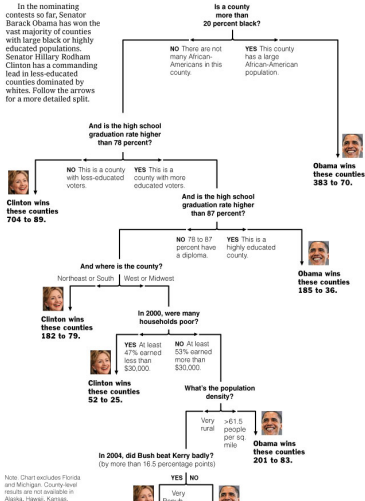 In the nominating
contests so far, Senator
Barack Obama has won the
vast majority of counties
with large black or highly
educated populations.
Senator Hillary Rodham
Clinton has a commanding
lead in less-educated
counties dominated by
whites. Follow the arrows
for a more detailed split.
Is a county
more than
20 percent black?
NO There are not
many African-
Americans in this
county.
YES This county
has a large
African-American
population.
Obama wins
these counties
383 to 70.
And is the high school
graduation rate higher
than 78 percent?
NO This is a county
with less-educated
voters.
YES This is a
county with more
educated voters.
Clinton wins
these counties
704 to 89.
And is the high school
graduation rate higher
than 87 percent?
NO 78 to 87
percent have
a diploma.
YES This is a
highly educated
county.
Obama wins
these counties
185 to 36.
And where is the county?
Northeast or South
West or Midwest
Clinton wins
these counties
182 to 79.
In 2000, were many
households poor?
YES At least
47% earned
less than
$30,000.
NO At least
53% earned
more than
$30,000.
Clinton wins
these counties
52 to 25.
What's the population
density?
Very
rural
>61.5
people
per sq.
mile
Obama wins
these counties
201 to 83.
In 2004, did Bush beat Kerry badly?
(by more than 16.5 percentage points)
YES NO
Very
Note: Chart excludes Florida
and Michigan. County-level
results are not available in
Alaska, Hawaii, Kansas,